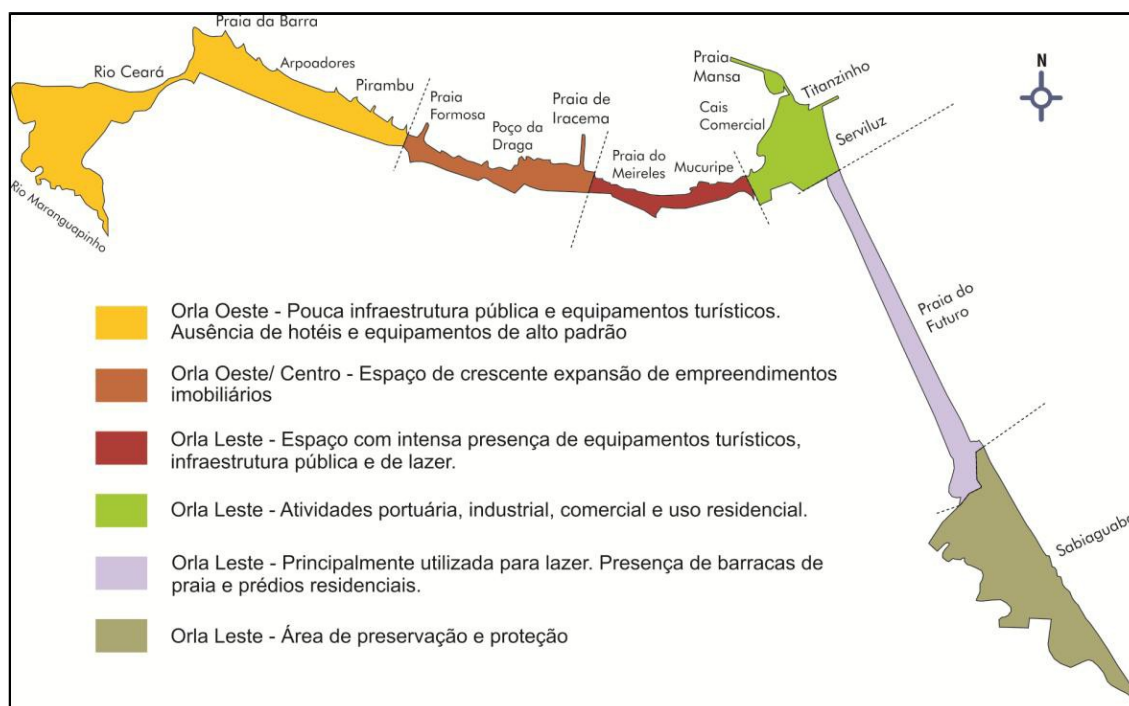 Praia da Barra
Rio Ceará
Arpoadores
Pirambu
Praia
Formosa
Poço da
Draga
Praia de
Iracema
Praia do
Meireles
Mucuripe
Praia
Mansa
Cais
Comercial
Titanzinho
Serviluz
N
Rio Maranguapinho
Praia do
Futuro
Sabiaguaba
Orla Oeste - Pouca infraestrutura pública e equipamentos turísticos.
Ausência de hotéis e equipamentos de alto padrão
Orla Oeste/ Centro - Espaço de crescente expansão de empreendimentos
imobiliários
Orla Leste - Espaço com intensa presença de equipamentos turísticos,
infraestrutura pública e de lazer.
Orla Leste - Atividades portuária, industrial, comercial e uso residencial.
Orla Leste - Principalmente utilizada para lazer. Presença de barracas de
praia e prédios residenciais.
Orla Leste - Área de preservação e proteção